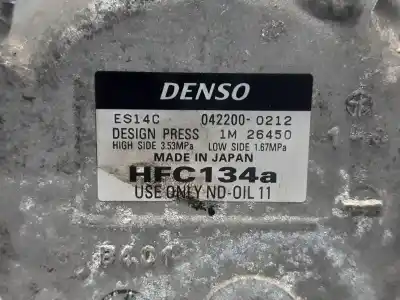 DENSO
ES14C 042200-0212
DESIGN PRESS 1M 26450
HIGH SIDE 3.53MPa LOW SIDE 1.67MPa
MADE IN JAPAN
HFC134a
USE ONLY ND-OIL 11